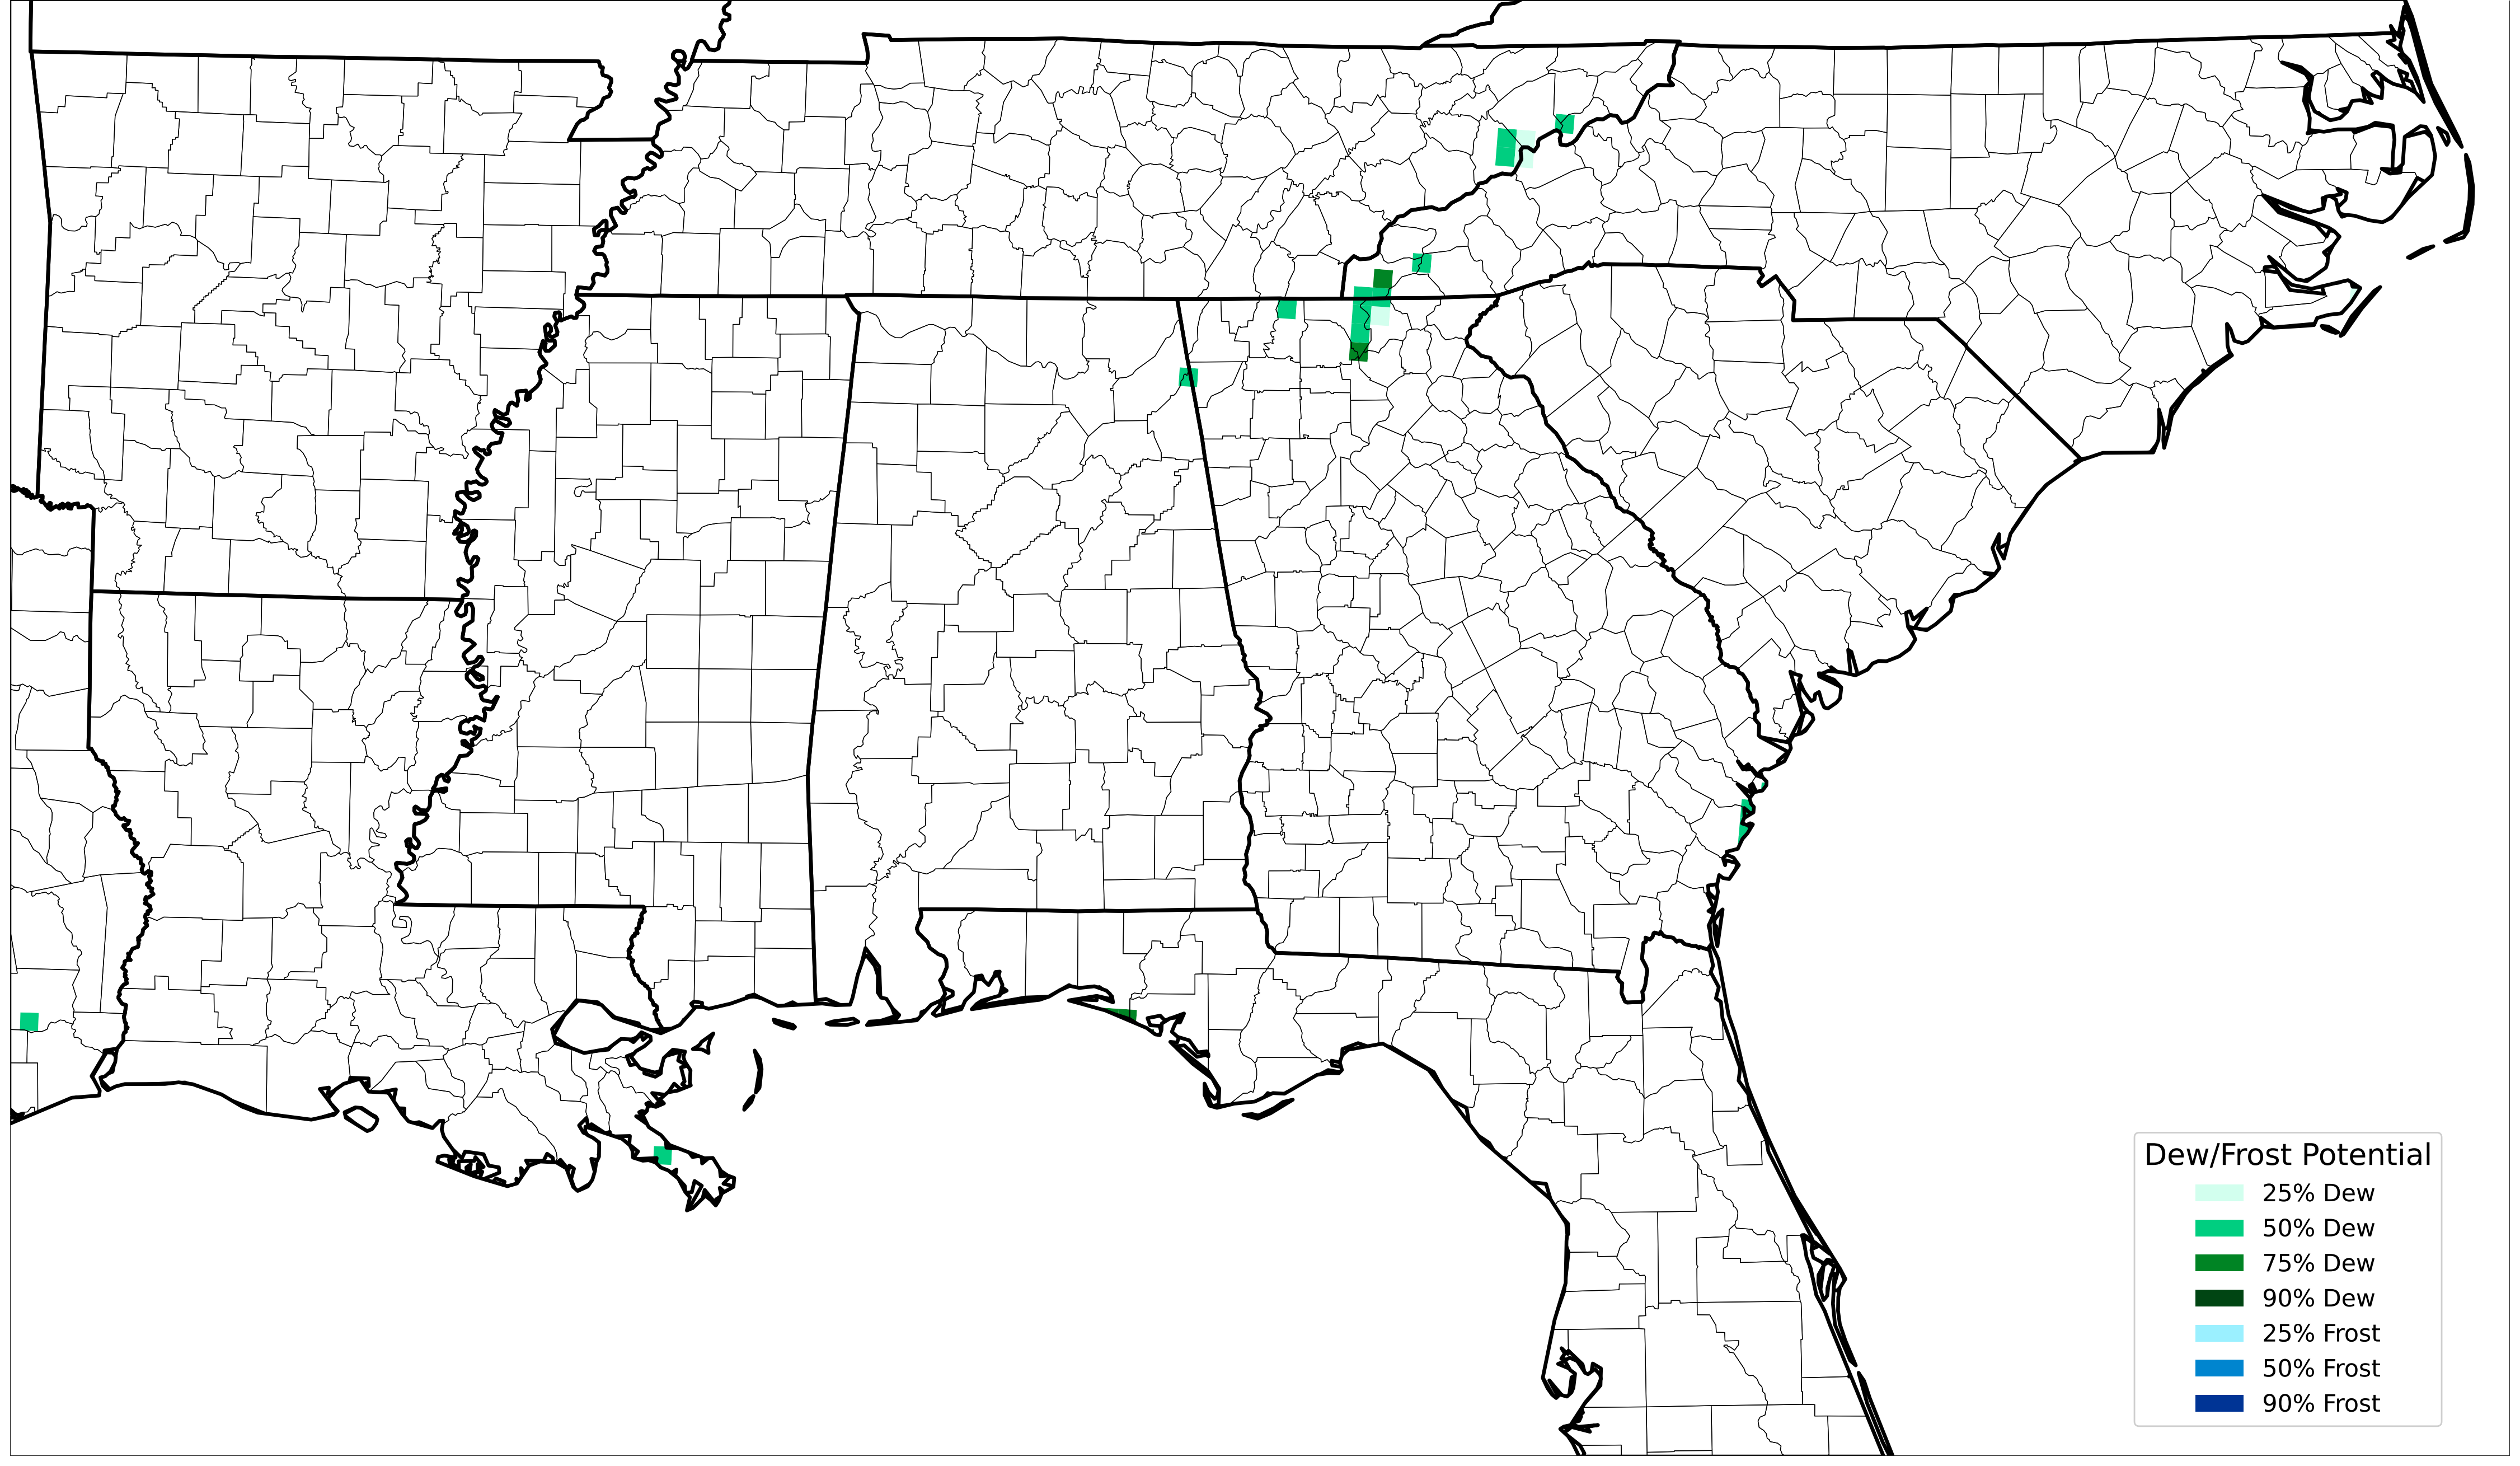 Dew/Frost Potential
25% Dew
50% Dew
75% Dew
90% Dew
25% Frost
50% Frost
90% Frost